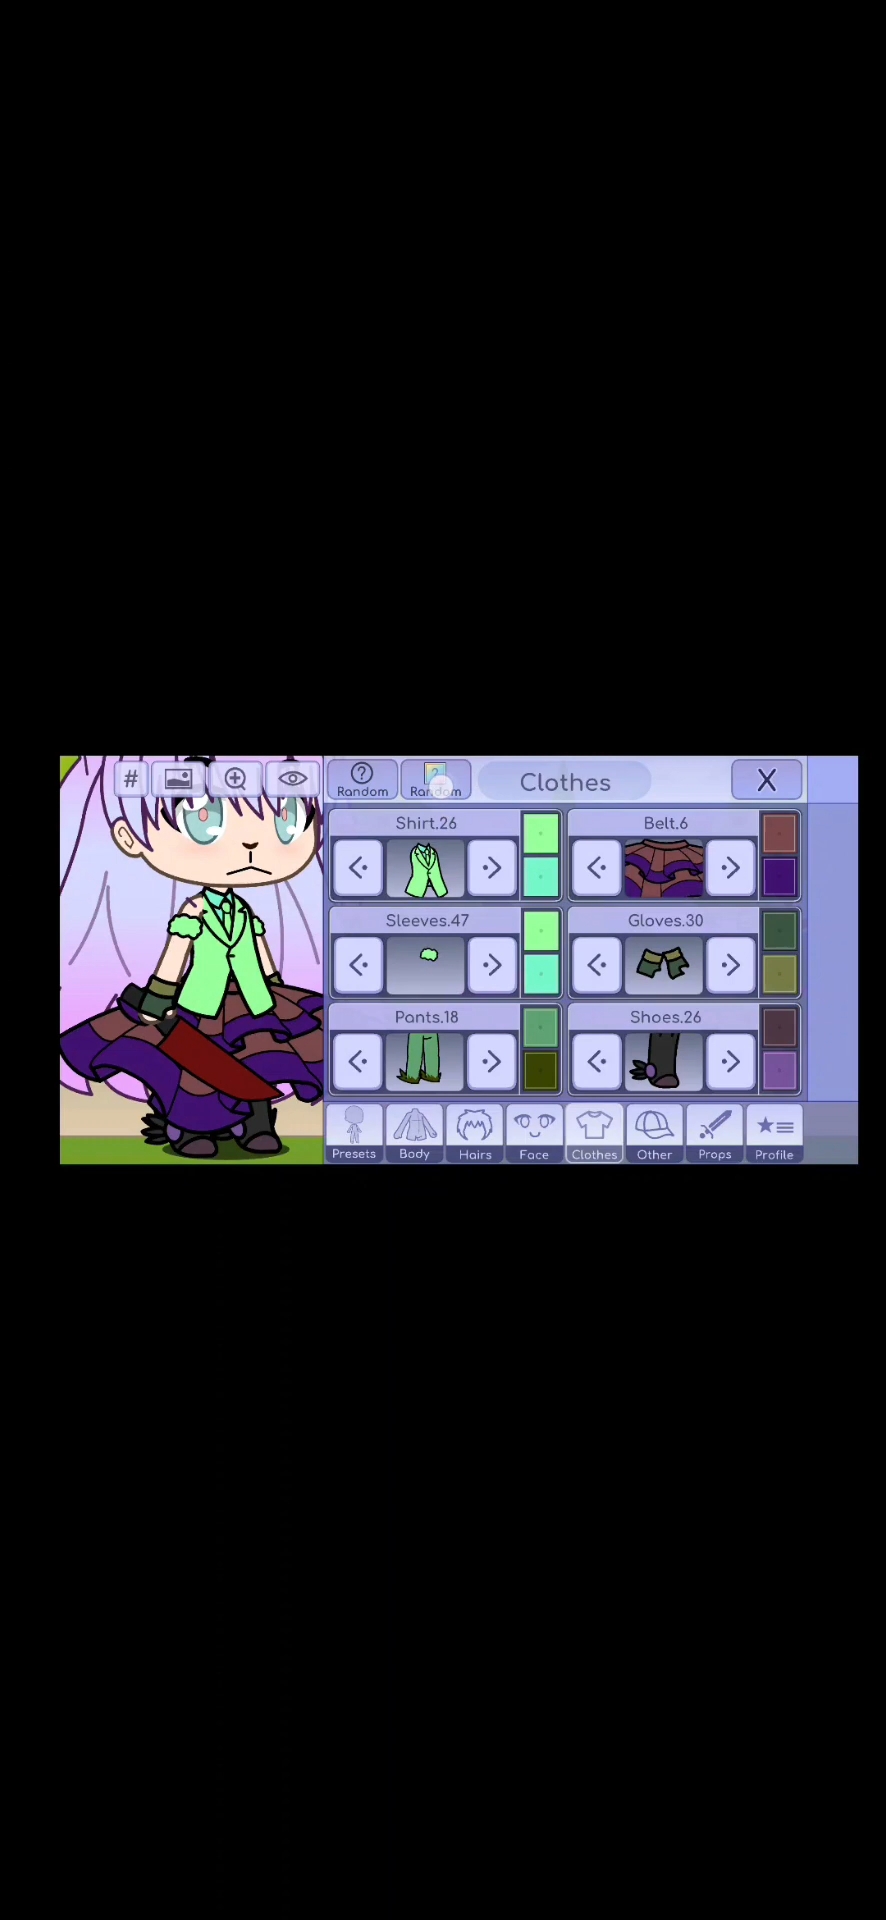 #
Random
Random
Clothes
X
Shirt.26
Belt.6
Sleeves.47
Gloves.30
Pants.18
Shoes.26
Presets
Body
Hairs
Face
Clothes
Other
Props
Profile